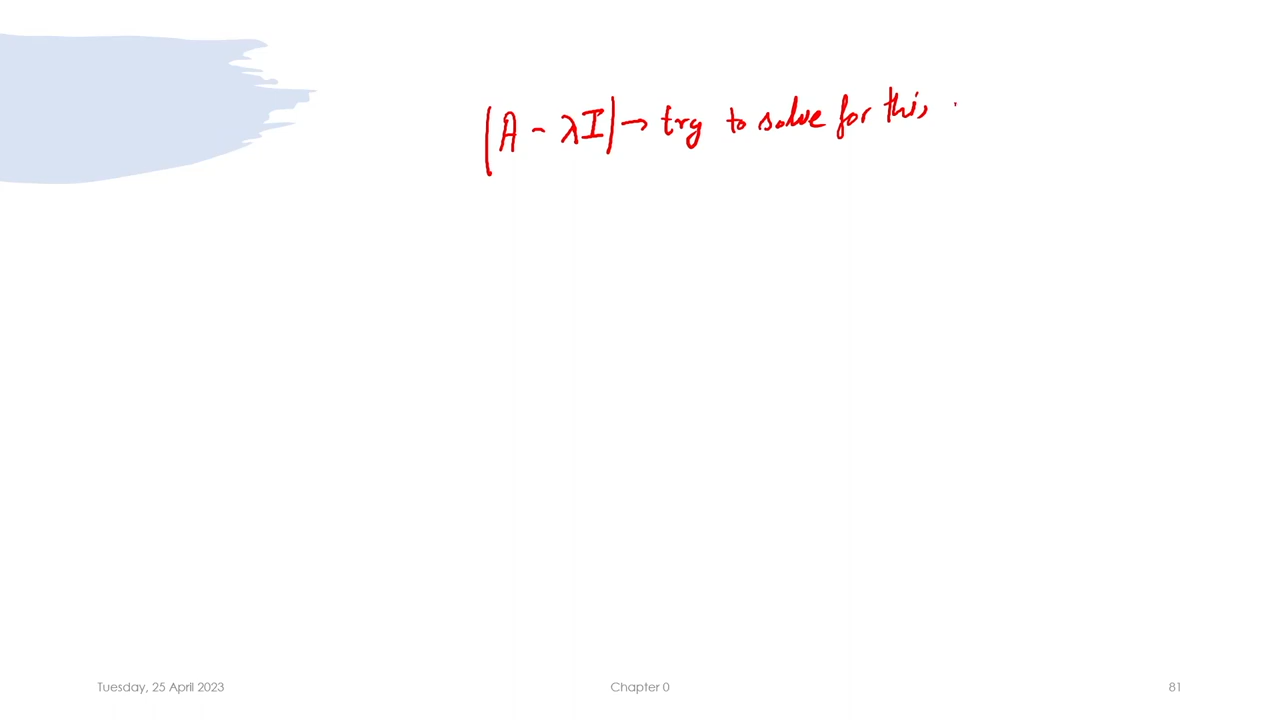 |A - λI| → try to solve for this
Tuesday, 25 April 2023
Chapter 0
81